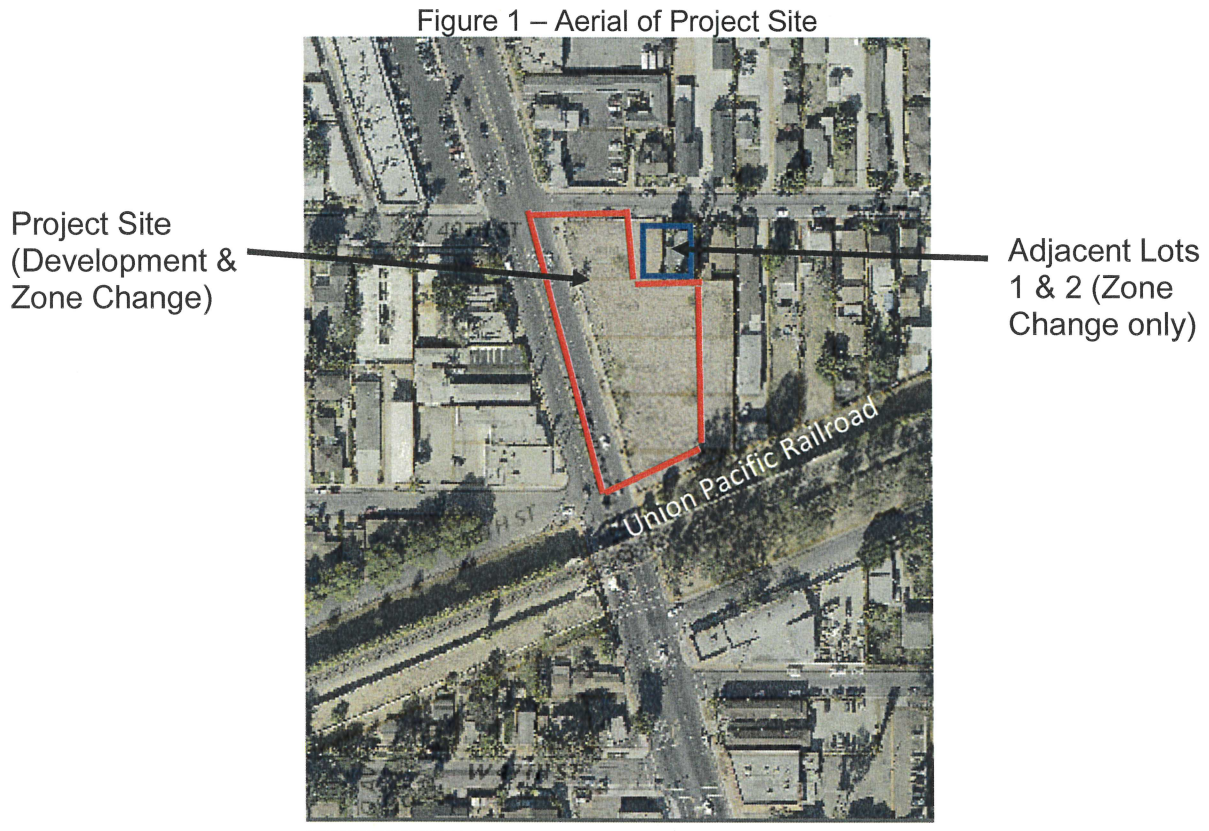 Figure 1 – Aerial of Project Site
Project Site
(Development &
Zone Change)
Adjacent Lots
1 & 2 (Zone
Change only)
Union Pacific Railroad